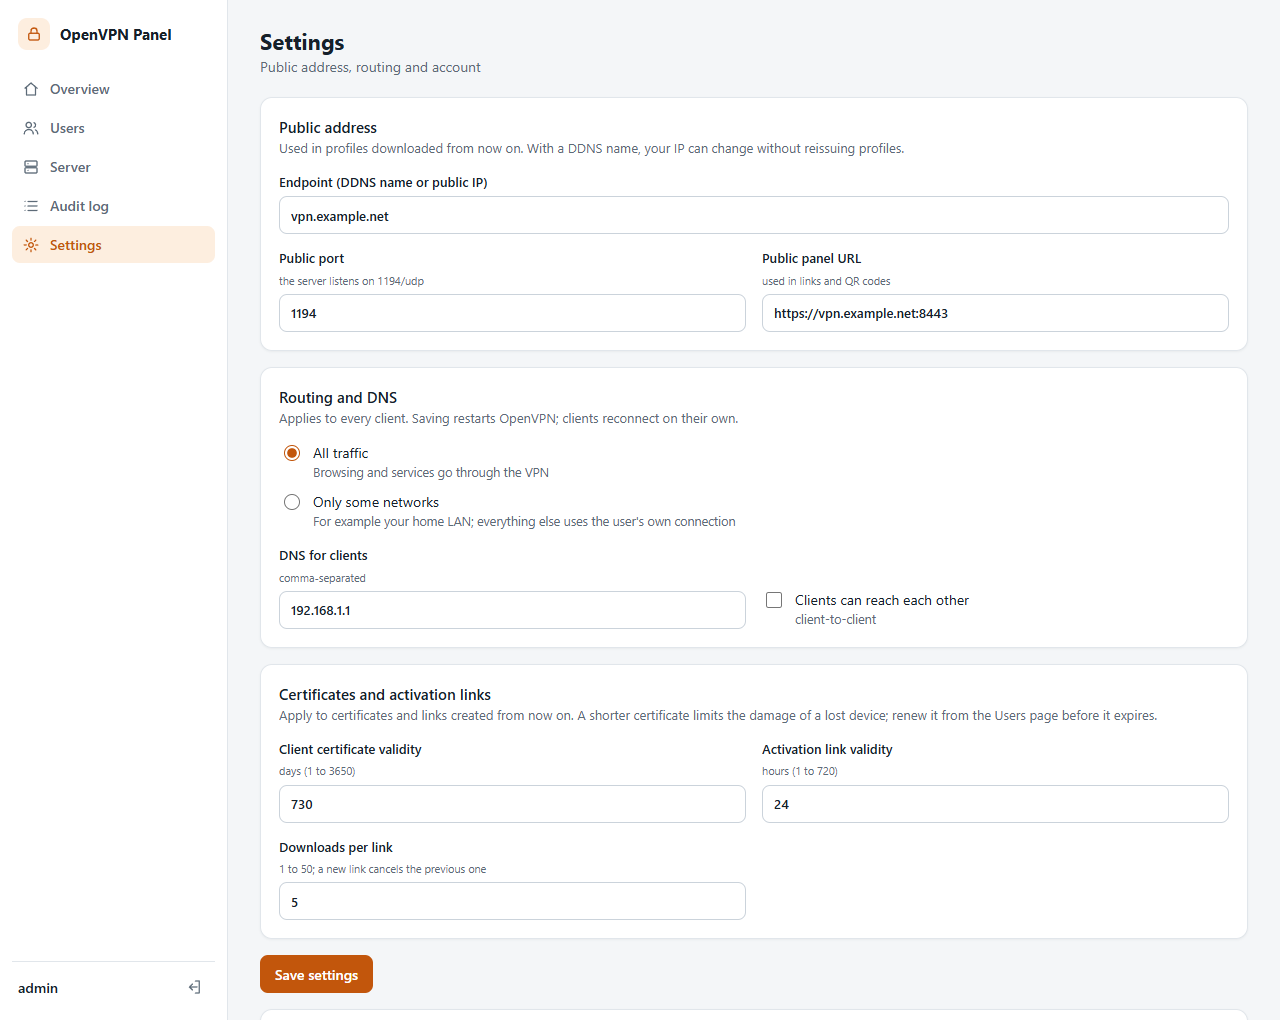 OpenVPN Panel
Overview
Users
Server
Audit log
Settings
admin
Settings
Public address, routing and account
Public address
Used in profiles downloaded from now on. With a DDNS name, your IP can change without reissuing profiles.
Endpoint (DDNS name or public IP)
vpn.example.net
Public port
the server listens on 1194/udp
1194
Public panel URL
used in links and QR codes
https://vpn.example.net:8443
Routing and DNS
Applies to every client. Saving restarts OpenVPN; clients reconnect on their own.
All traffic
Browsing and services go through the VPN
Only some networks
For example your home LAN; everything else uses the user's own connection
DNS for clients
comma-separated
192.168.1.1
Clients can reach each other
client-to-client
Certificates and activation links
Apply to certificates and links created from now on. A shorter certificate limits the damage of a lost device; renew it from the Users page before it expires.
Client certificate validity
days (1 to 3650)
730
Activation link validity
hours (1 to 720)
24
Downloads per link
1 to 50; a new link cancels the previous one
5
Save settings